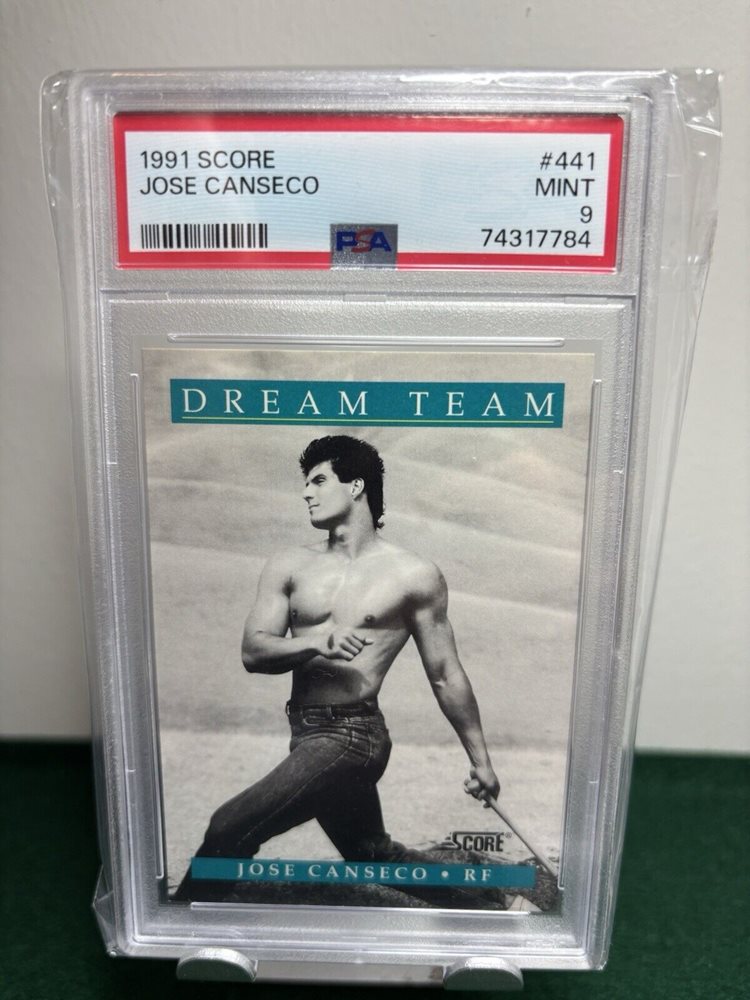 1991 SCORE #441
JOSE CANSECO MINT
9
74317784
PSA
DREAM TEAM
SCORE®
JOSE CANSECO • RF